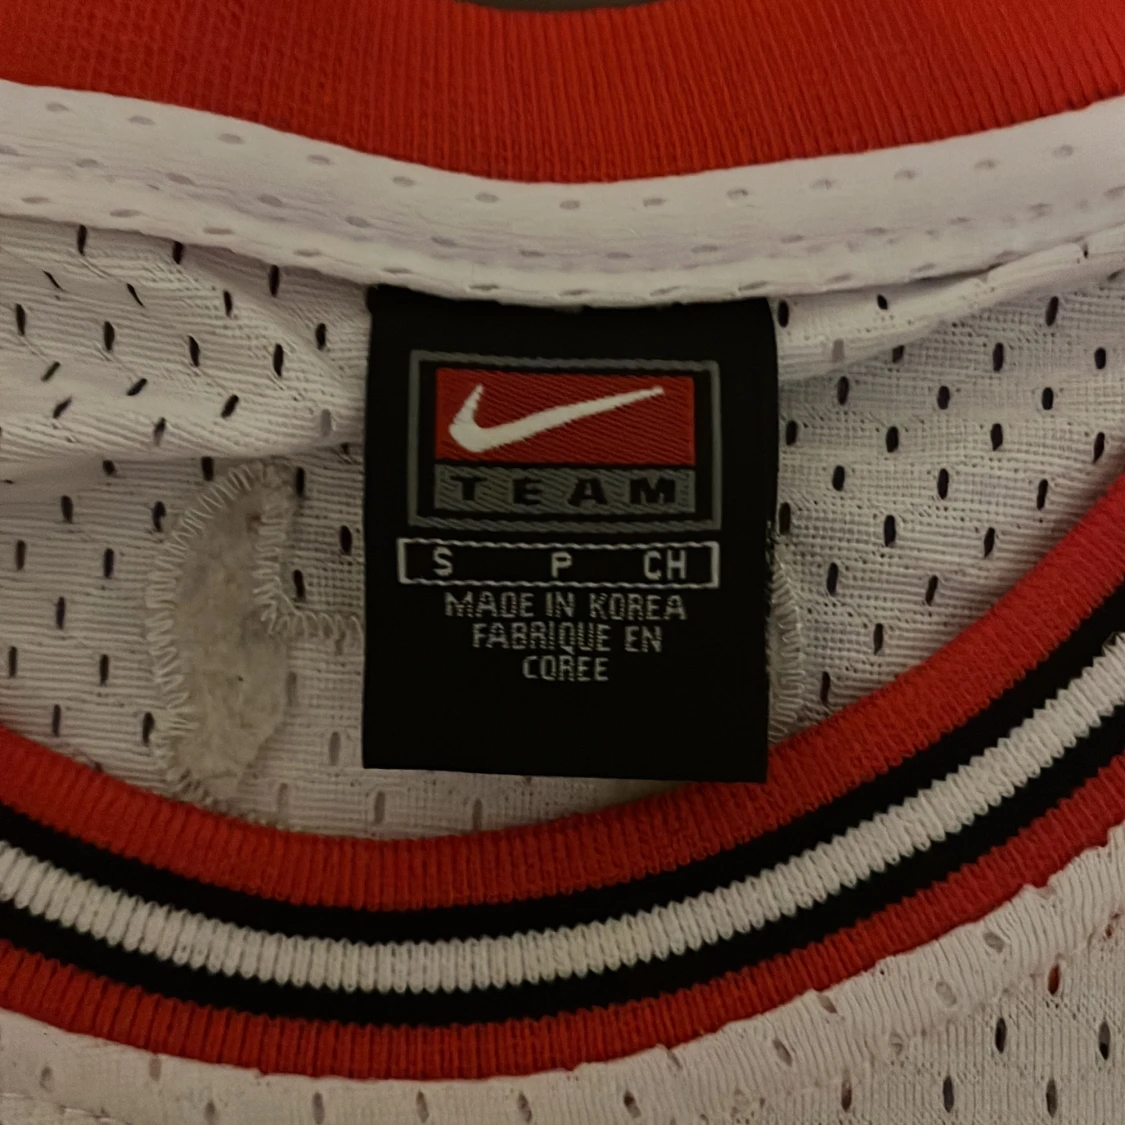 TEAM
S P CH
MADE IN KOREA
FABRIQUE EN
COREE